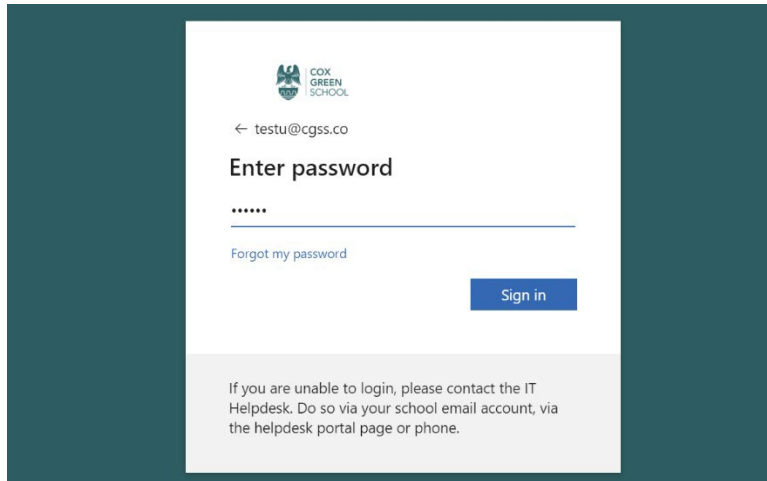 COX
GREEN
SCHOOL
← testu@cgss.co
Enter password
••••••
Forgot my password
Sign in
If you are unable to login, please contact the IT
Helpdesk. Do so via your school email account, via
the helpdesk portal page or phone.